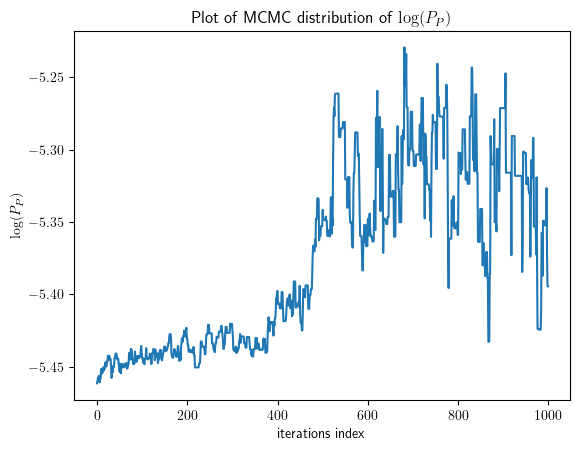 Plot of MCMC distribution of log(P_P)
−5.25
−5.30
−5.35
−5.40
−5.45
log(P_P)
0 200 400 600 800 1000
iterations index